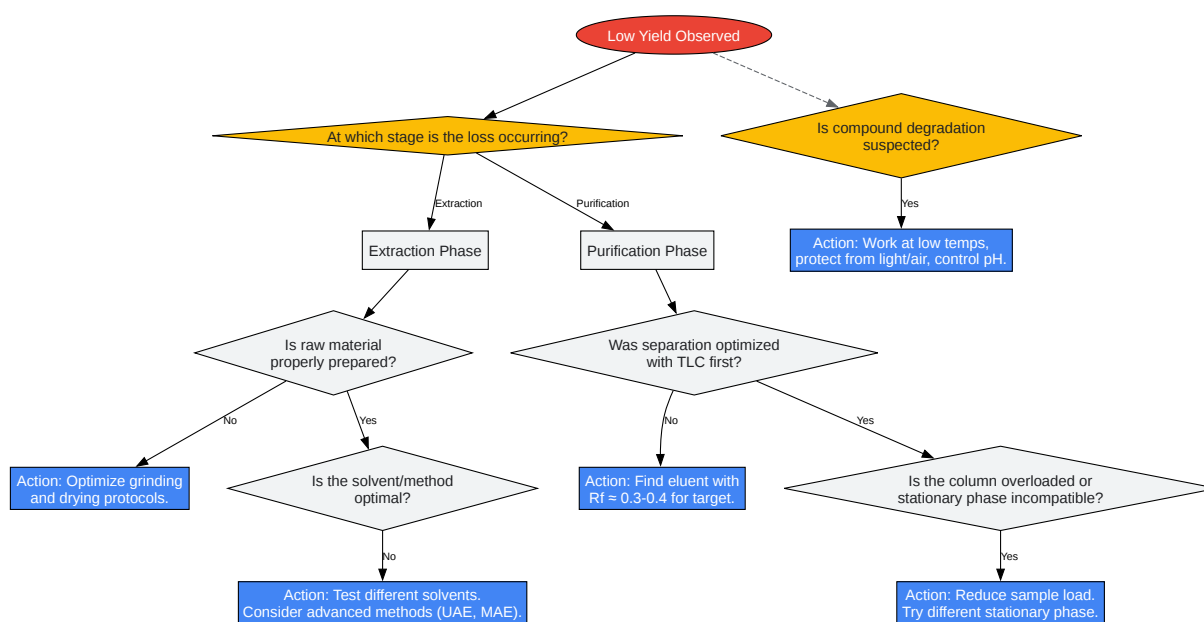 Low Yield Observed
At which stage is the loss occurring?
Is compound degradation
suspected?
Extraction
Purification
Yes
Extraction Phase
Purification Phase
Action: Work at low temps,
protect from light/air, control pH.
Is raw material
properly prepared?
Was separation optimized
with TLC first?
No
Yes
No
Yes
Action: Optimize grinding
and drying protocols.
Is the solvent/method
optimal?
Action: Find eluent with
Rf ≈ 0.3-0.4 for target.
Is the column overloaded or
stationary phase incompatible?
No
Yes
Action: Test different solvents.
Consider advanced methods (UAE, MAE).
Action: Reduce sample load.
Try different stationary phase.